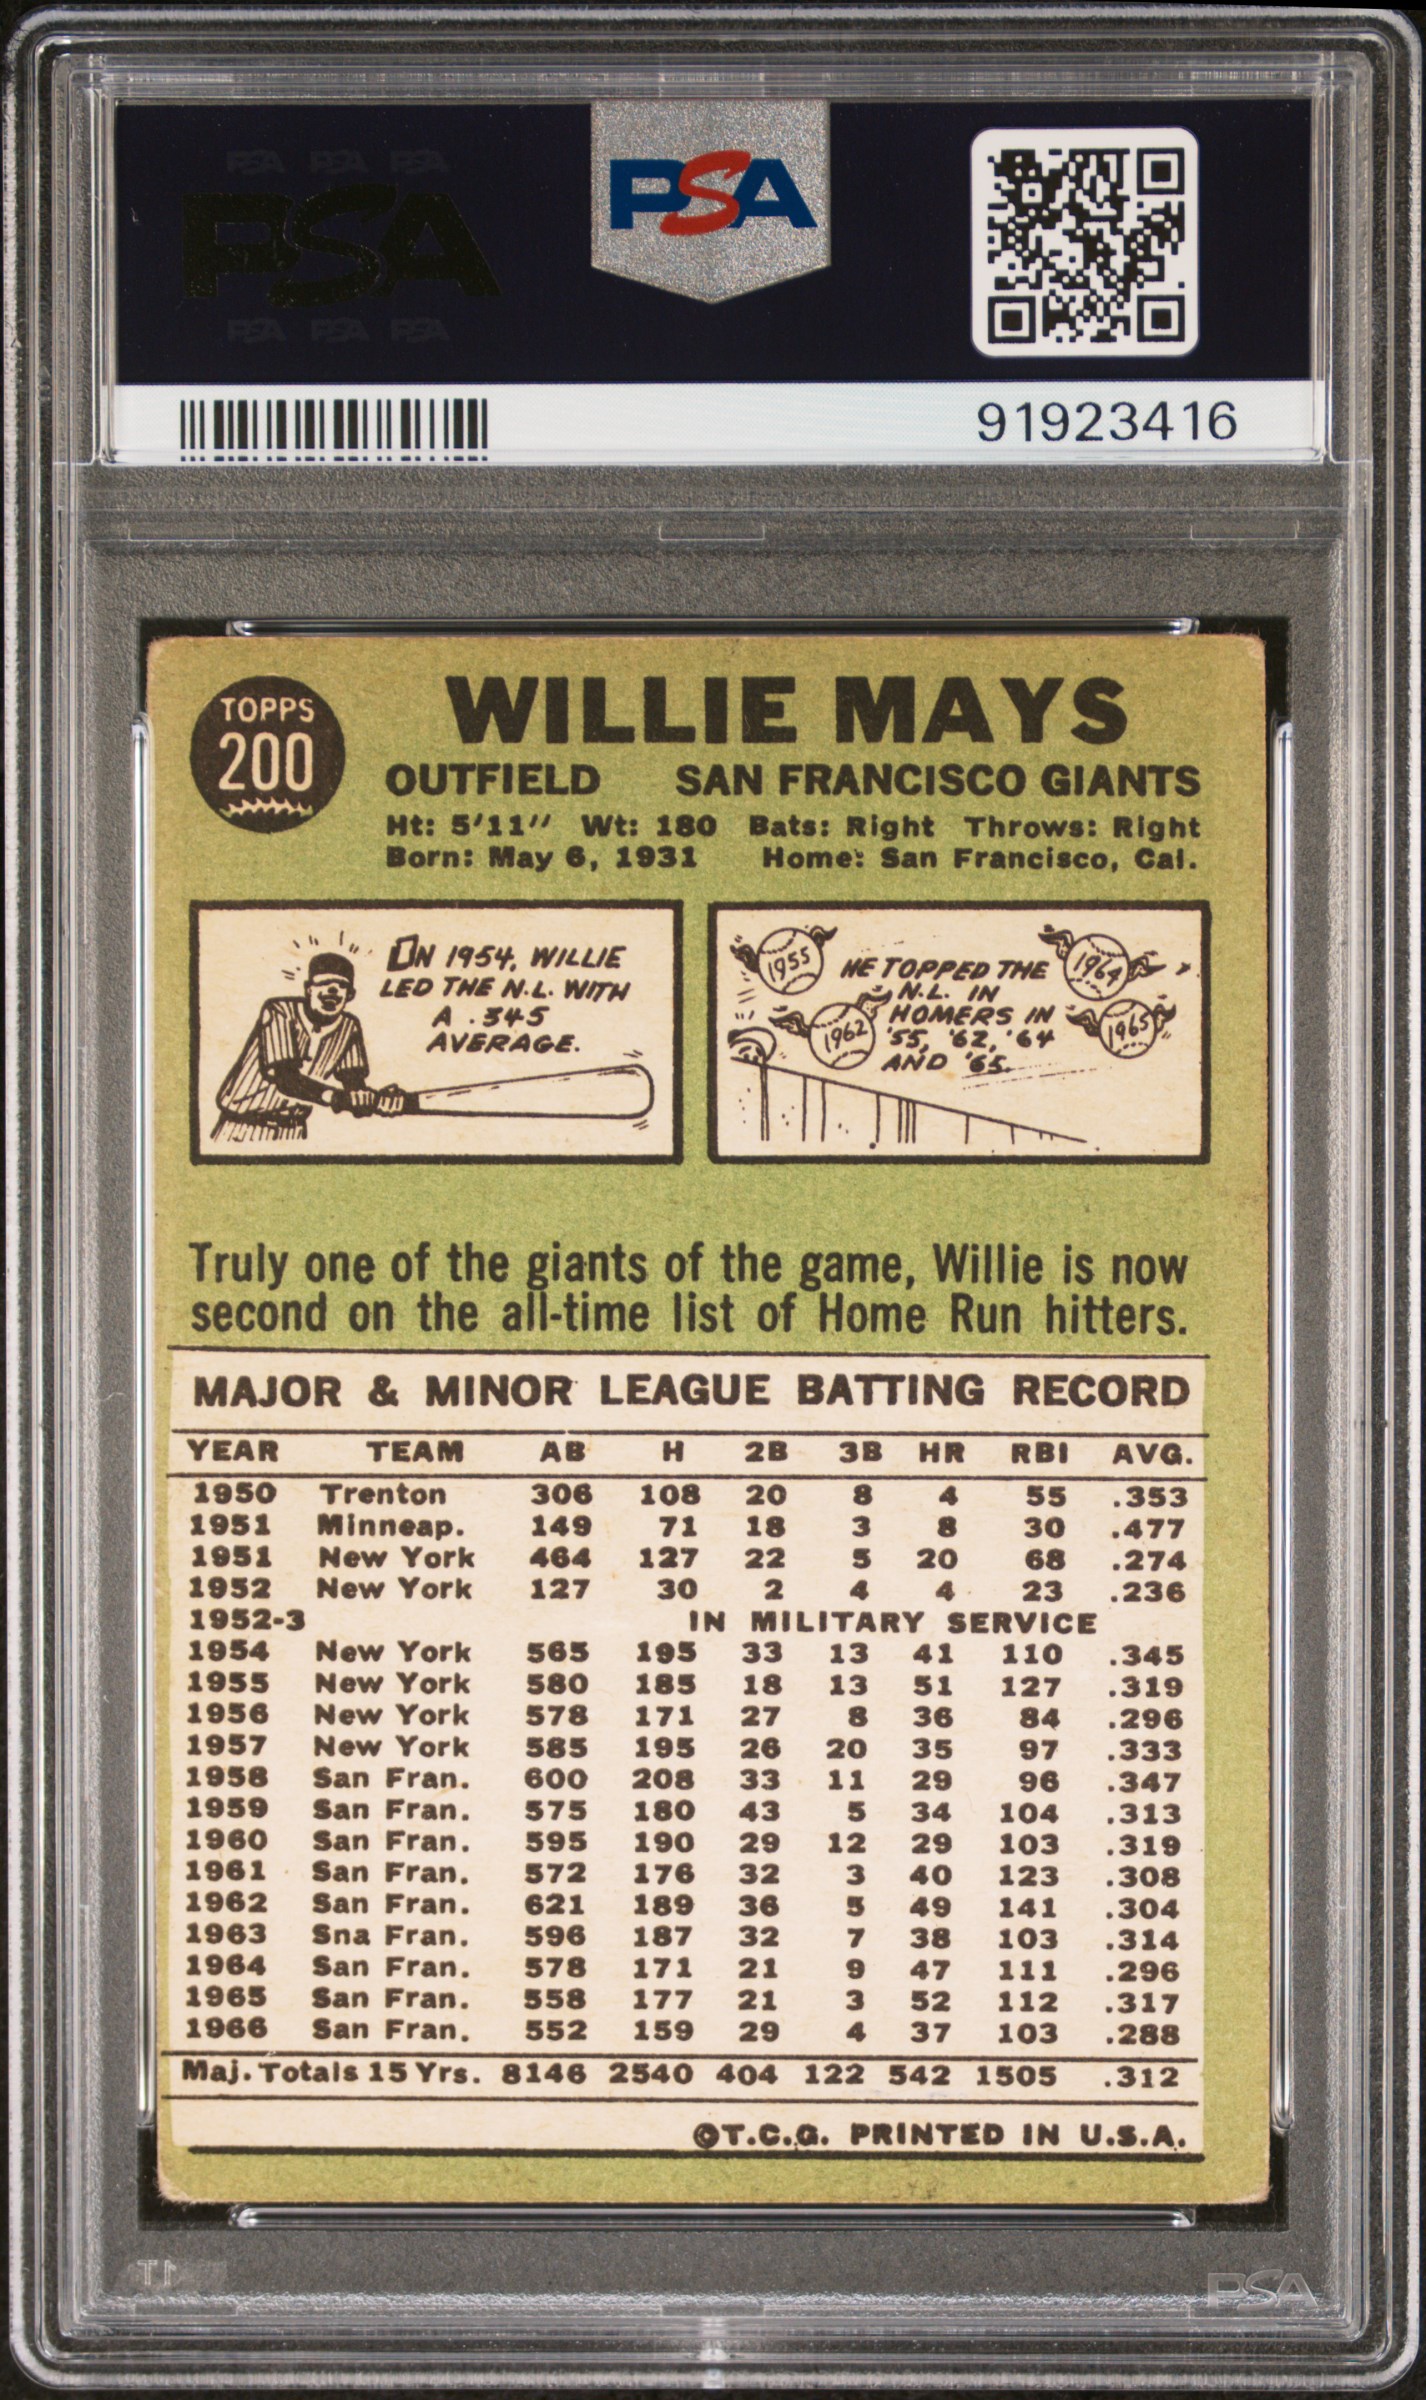 PSA PSA PSA
PSA
PSA PSA PSA
PSA
91923416
TOPPS
200
WILLIE MAYS
OUTFIELD SAN FRANCISCO GIANTS
Ht: 5'11" Wt: 180 Bats: Right Throws: Right
Born: May 6, 1931 Home: San Francisco, Cal.
IN 1954, WILLIE
LED THE N.L. WITH
A .345
AVERAGE.
1955
1962
1964
1965
HE TOPPED THE
N.L. IN
HOMERS IN
'55, '62, '64
AND '65.
Truly one of the giants of the game, Willie is now
second on the all-time list of Home Run hitters.
MAJOR & MINOR LEAGUE BATTING RECORD
YEAR TEAM AB H 2B 3B HR RBI AVG.
1950 Trenton 306 108 20 8 4 55 .353
1951 Minneap. 149 71 18 3 8 30 .477
1951 New York 464 127 22 5 20 68 .274
1952 New York 127 30 2 4 4 23 .236
1952-3 IN MILITARY SERVICE
1954 New York 565 195 33 13 41 110 .345
1955 New York 580 185 18 13 51 127 .319
1956 New York 578 171 27 8 36 84 .296
1957 New York 585 195 26 20 35 97 .333
1958 San Fran. 600 208 33 11 29 96 .347
1959 San Fran. 575 180 43 5 34 104 .313
1960 San Fran. 595 190 29 12 29 103 .319
1961 San Fran. 572 176 32 3 40 123 .308
1962 San Fran. 621 189 36 5 49 141 .304
1963 Sna Fran. 596 187 32 7 38 103 .314
1964 San Fran. 578 171 21 9 47 111 .296
1965 San Fran. 558 177 21 3 52 112 .317
1966 San Fran. 552 159 29 4 37 103 .288
Maj. Totals 15 Yrs. 8146 2540 404 122 542 1505 .312
©T.C.G. PRINTED IN U.S.A.
PSA